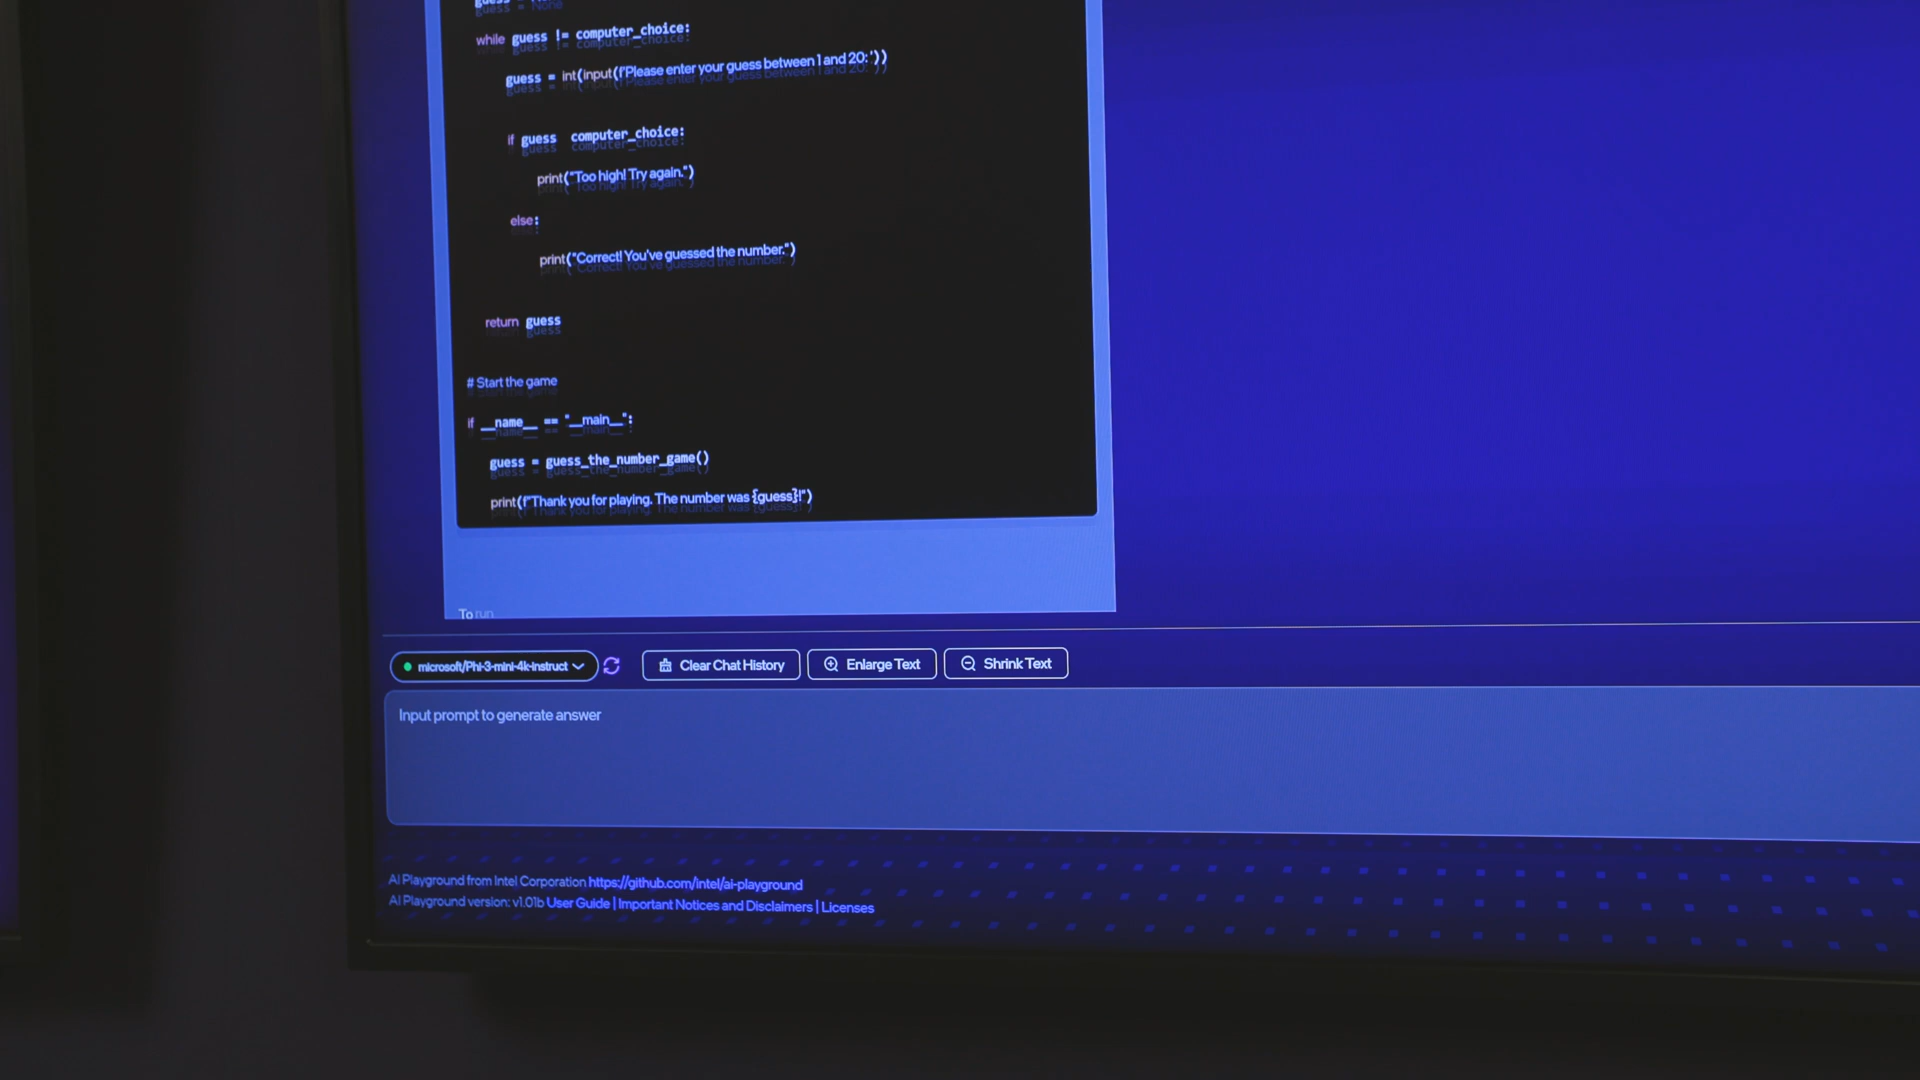 guess = None
while guess != computer_choice:
guess = int(input(f'Please enter your guess between 1 and 20: '))
if guess computer_choice:
print("Too high! Try again.")
else:
print("Correct! You've guessed the number.")
return guess
# Start the game
if __name__ == "__main__":
guess = guess_the_number_game()
print(f"Thank you for playing. The number was {guess}!")
To run
microsoft/Phi-3-mini-4k-instruct
Clear Chat History
Enlarge Text
Shrink Text
Input prompt to generate answer
AI Playground from Intel Corporation https://github.com/intel/ai-playground
AI Playground version: v1.01b User Guide | Important Notices and Disclaimers | Licenses